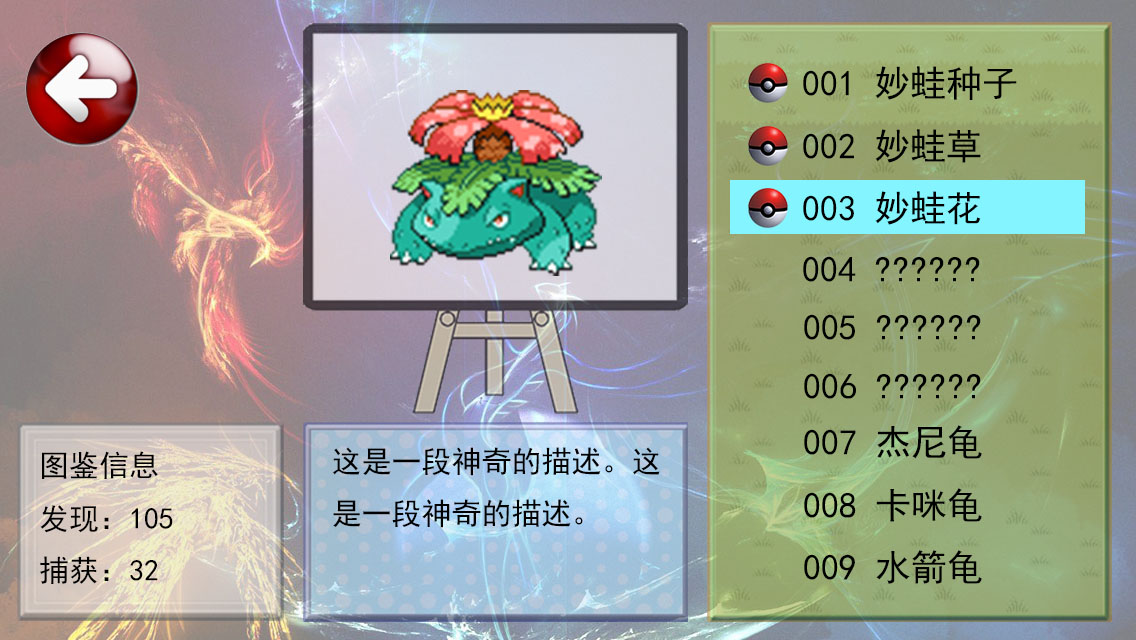 001 妙蛙种子
002 妙蛙草
003 妙蛙花
004 ??????
005 ??????
006 ??????
007 杰尼龟
008 卡咪龟
009 水箭龟
图鉴信息
发现：105
捕获：32
这是一段神奇的描述。这
是一段神奇的描述。